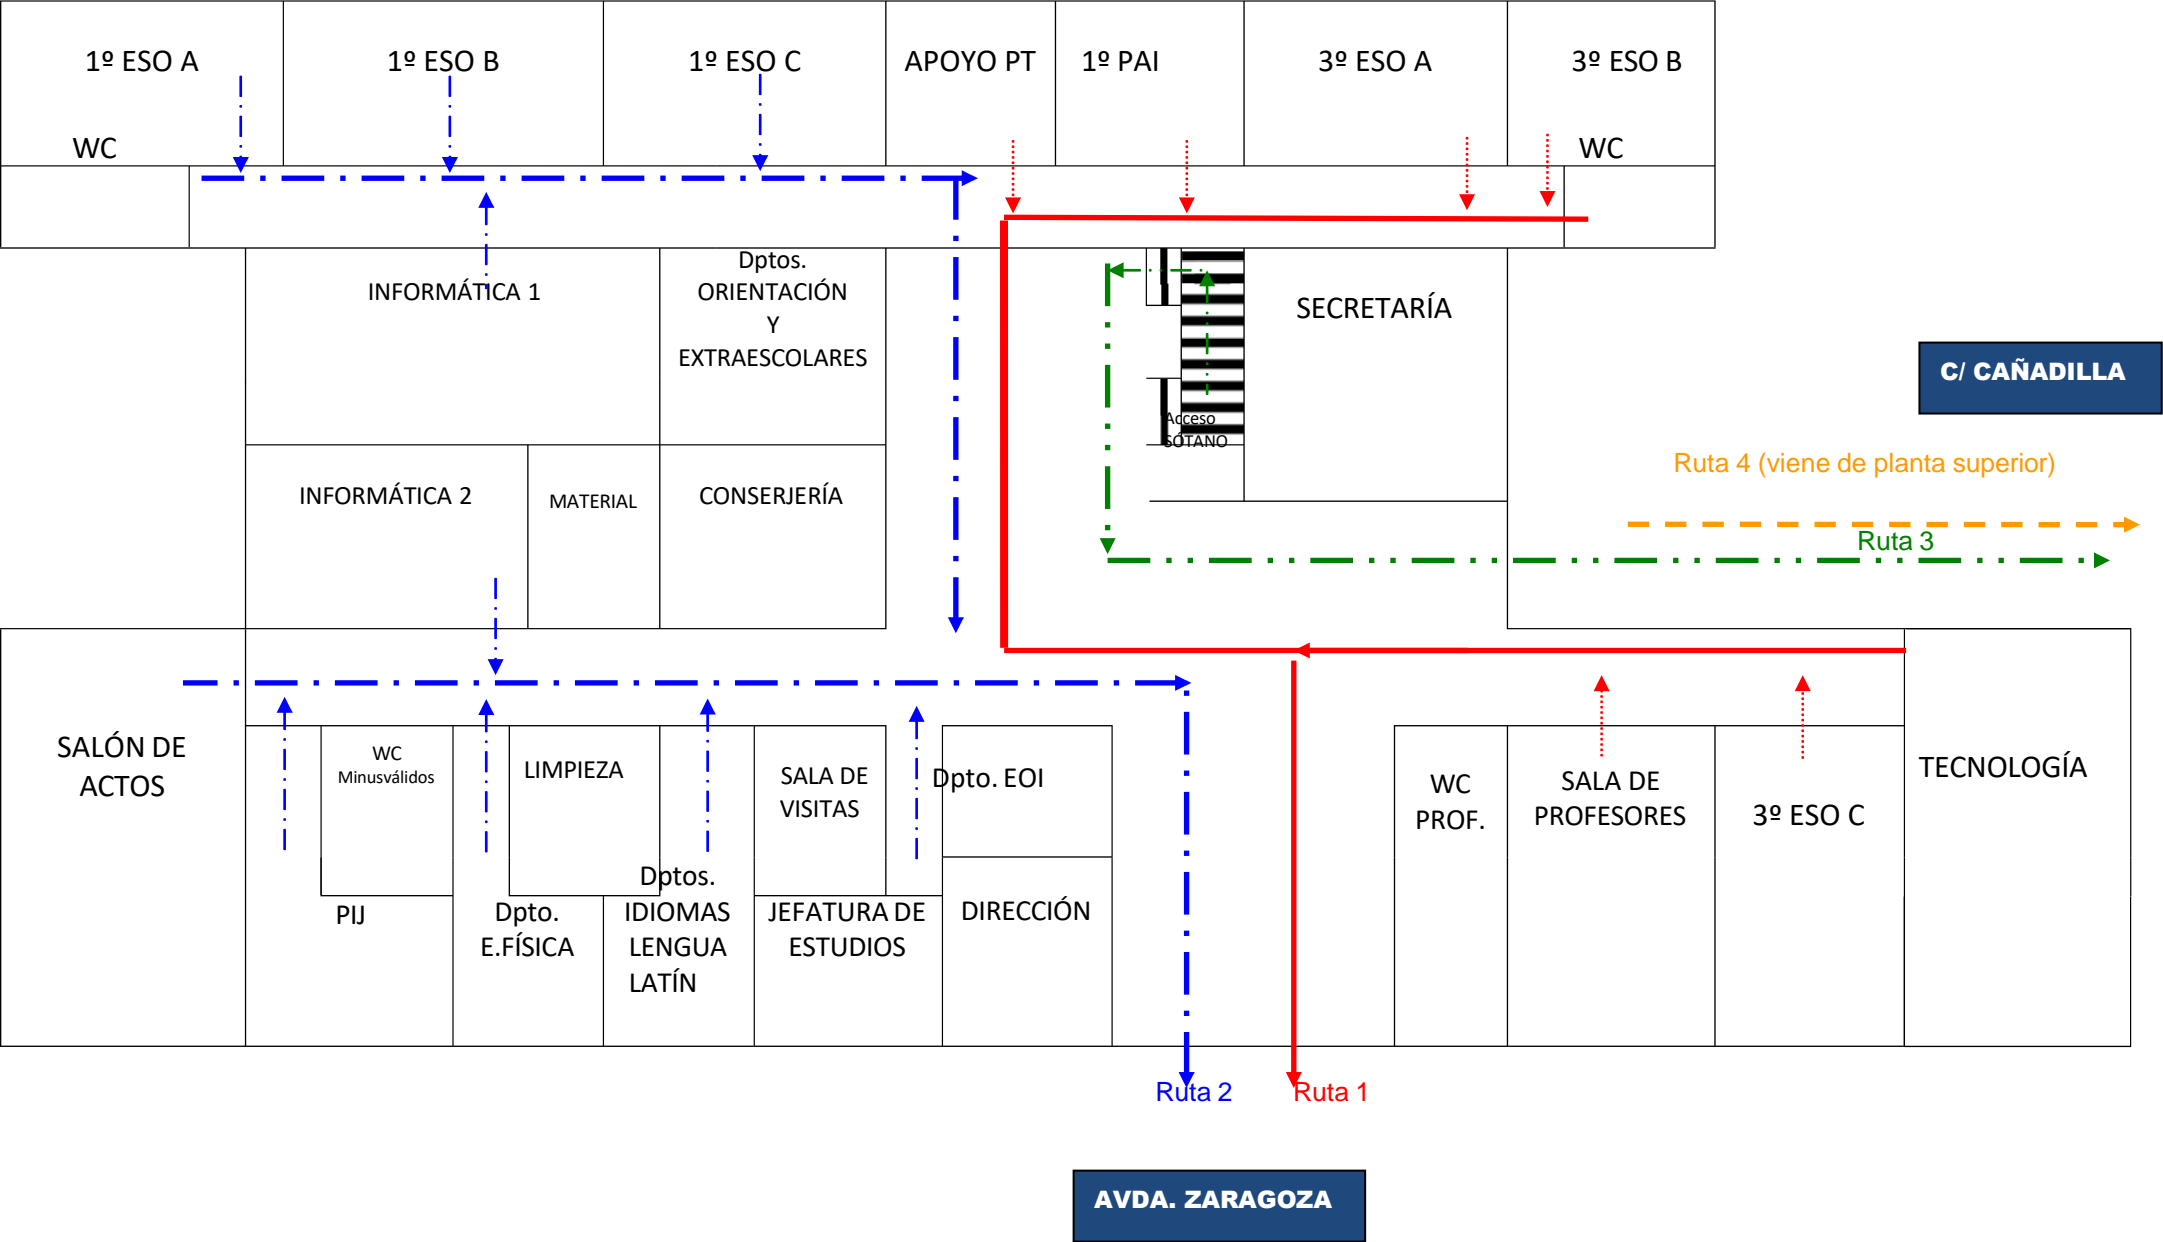 1º ESO A
1º ESO B
1º ESO C
APOYO PT
1º PAI
3º ESO A
3º ESO B
WC
WC
INFORMÁTICA 1
Dptos.
ORIENTACIÓN
Y
EXTRAESCOLARES
SECRETARÍA
C/ CAÑADILLA
Acceso
SÓTANO
Ruta 4 (viene de planta superior)
INFORMÁTICA 2
MATERIAL
CONSERJERÍA
Ruta 3
SALÓN DE
ACTOS
WC
Minusválidos
LIMPIEZA
SALA DE
VISITAS
Dpto. EOI
WC
PROF.
SALA DE
PROFESORES
3º ESO C
TECNOLOGÍA
PIJ
Dpto.
E.FÍSICA
Dptos.
IDIOMAS
LENGUA
LATÍN
JEFATURA DE
ESTUDIOS
DIRECCIÓN
Ruta 2
Ruta 1
AVDA. ZARAGOZA